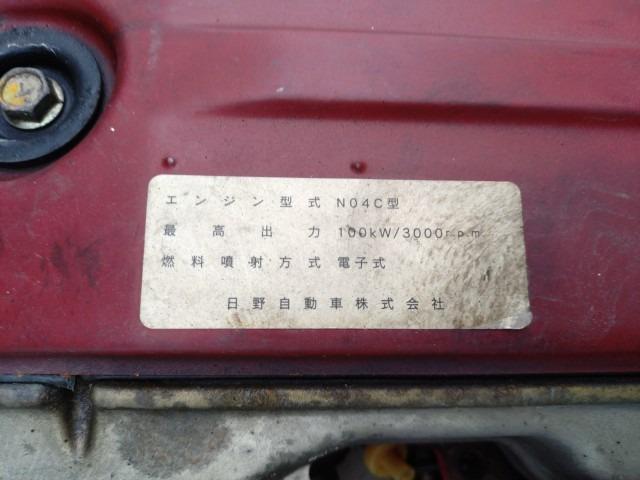 エンジン型式 N04C型
最高出力 100kW/3000r.p.m
燃料噴射方式 電子式
日野自動車株式会社